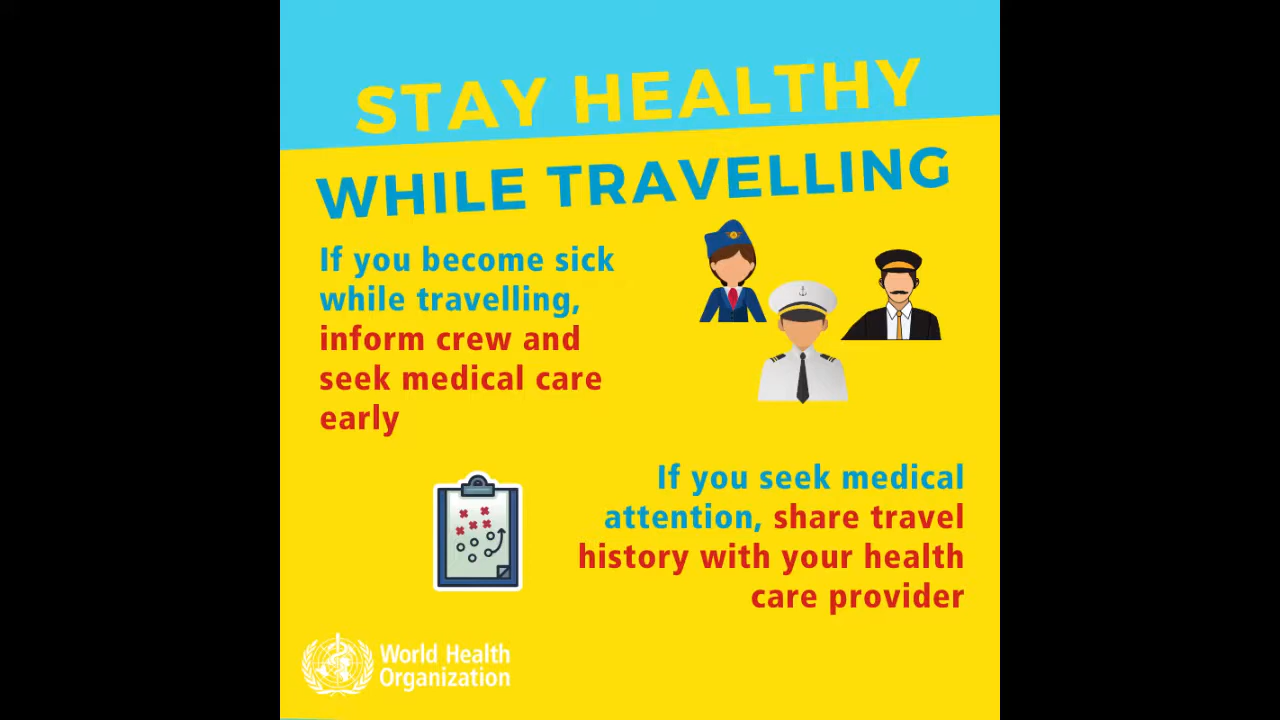 STAY HEALTHY
WHILE TRAVELLING
If you become sick
while travelling,
inform crew and
seek medical care
early
If you seek medical
attention, share travel
history with your health
care provider
World Health
Organization